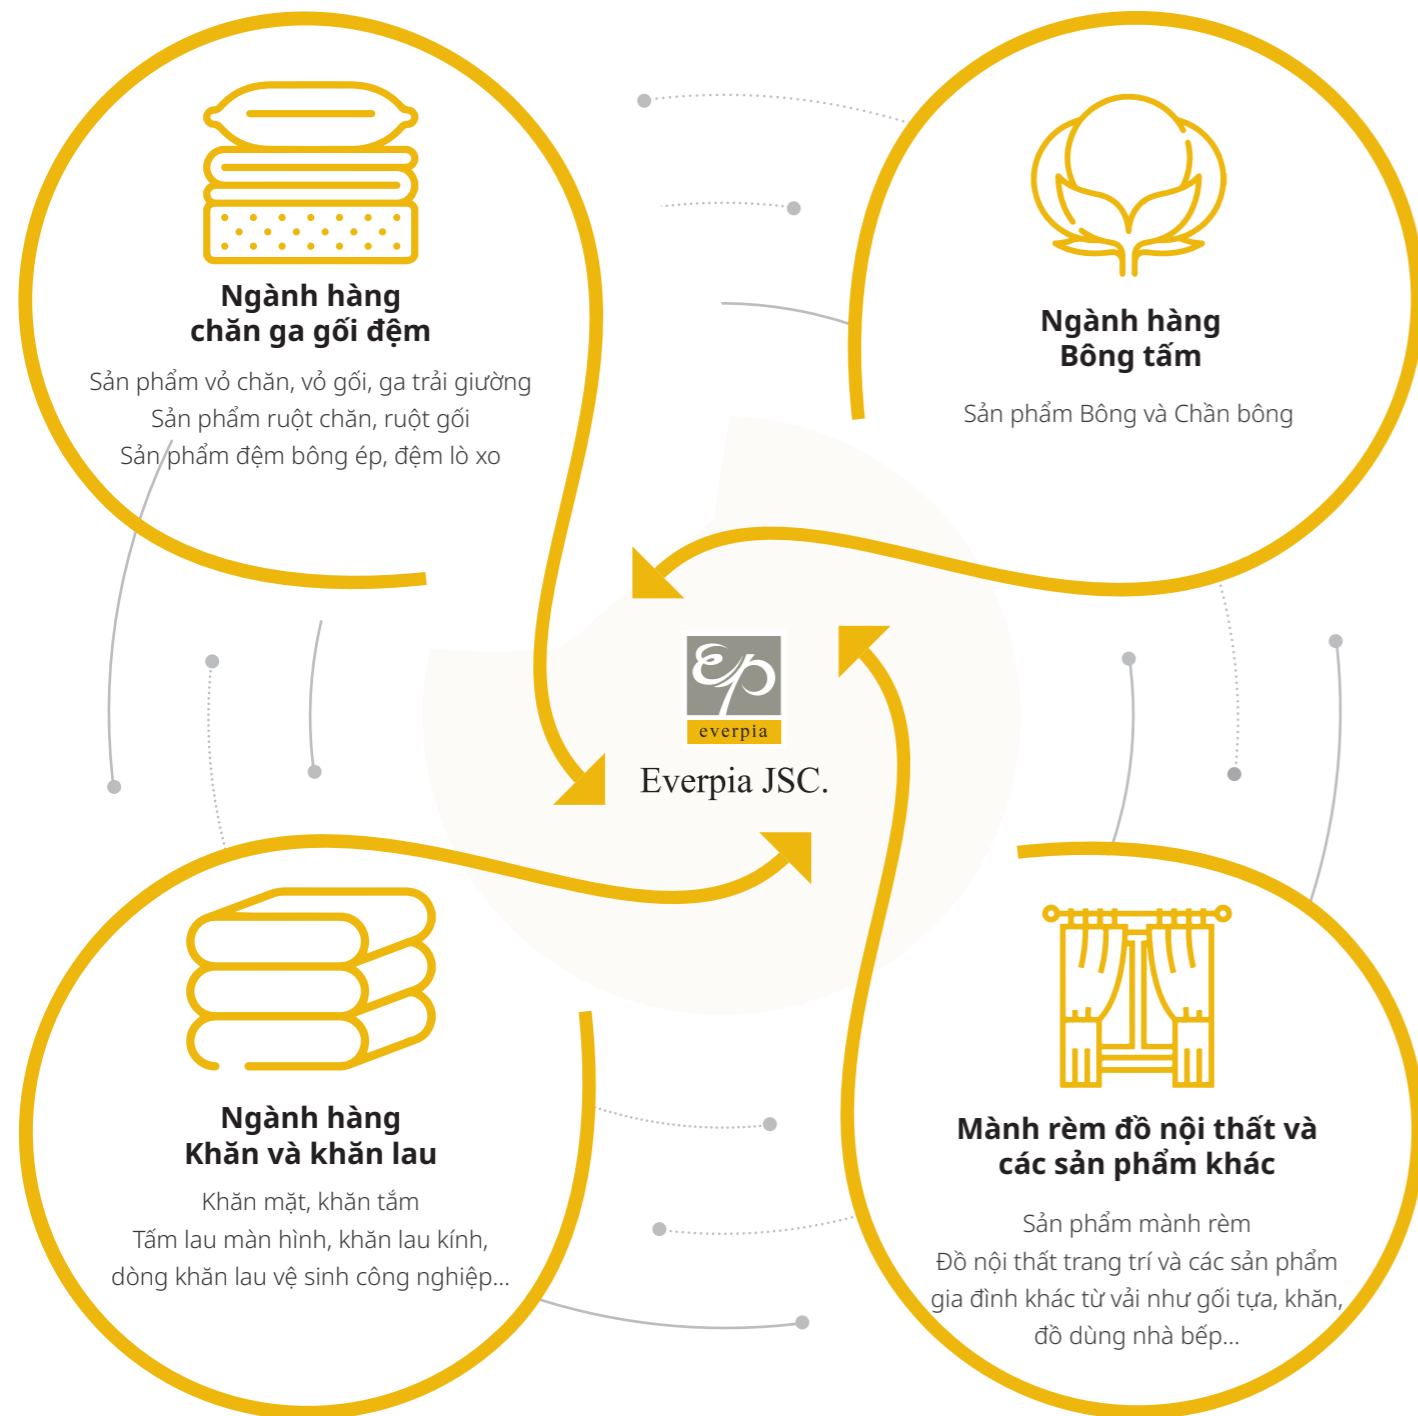 Ngành hàng
chăn ga gối đệm
Sản phẩm vỏ chăn, vỏ gối, ga trải giường
Sản phẩm ruột chăn, ruột gối
Sản phẩm đệm bông ép, đệm lò xo
Ngành hàng
Bông tấm
Sản phẩm Bông và Chần bông
ep
everpia
Everpia JSC.
Ngành hàng
Khăn và khăn lau
Khăn mặt, khăn tắm
Tấm lau màn hình, khăn lau kính,
dòng khăn lau vệ sinh công nghiệp...
Mành rèm đồ nội thất và
các sản phẩm khác
Sản phẩm mành rèm
Đồ nội thất trang trí và các sản phẩm
gia đình khác từ vải như gối tựa, khăn,
đồ dùng nhà bếp...